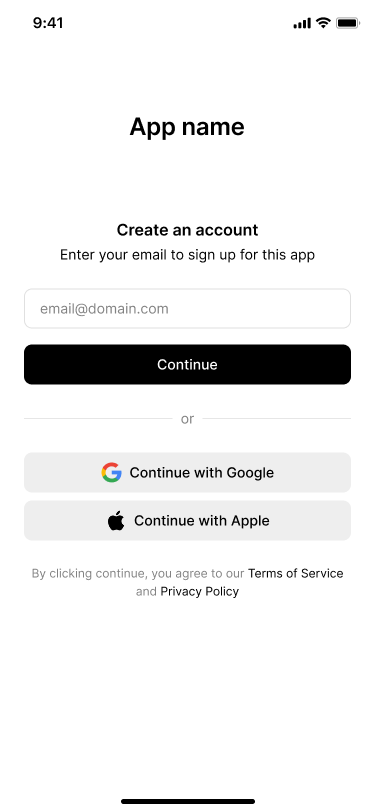 9:41
App name
Create an account
Enter your email to sign up for this app
email@domain.com
Continue
or
Continue with Google
Continue with Apple
By clicking continue, you agree to our Terms of Service
and Privacy Policy